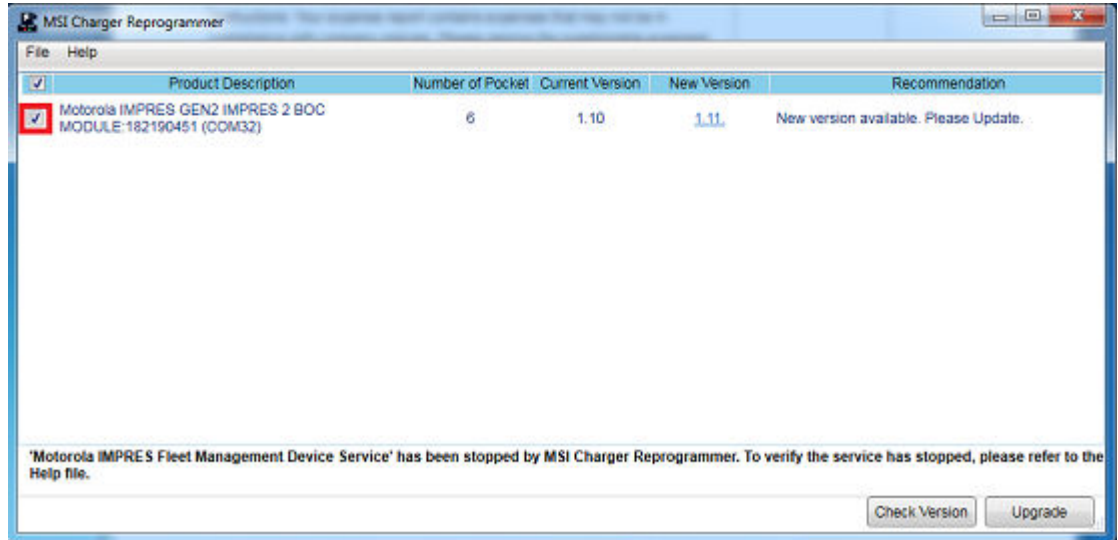 MSI Charger Reprogrammer
File Help
Product Description Number of Pocket Current Version New Version Recommendation
Motorola IMPRES GEN2 IMPRES 2 BOC 6 1.10 1.11. New version available. Please Update.
MODULE:182190451 (COM32)
'Motorola IMPRES Fleet Management Device Service' has been stopped by MSI Charger Reprogrammer. To verify the service has stopped, please refer to the
Help file.
Check Version Upgrade